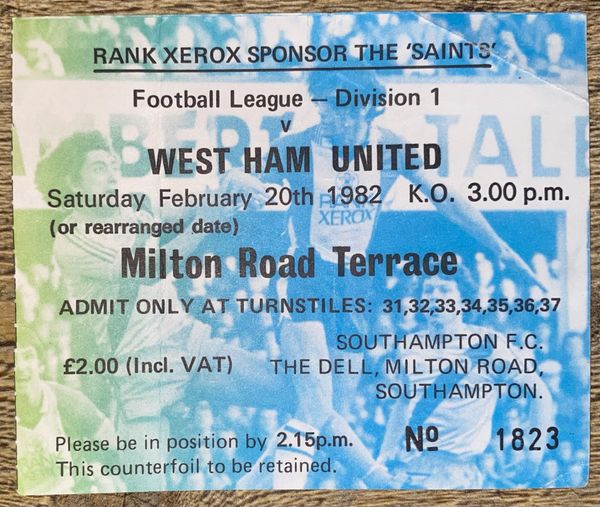 RANK XEROX SPONSOR THE 'SAINTS'
Football League – Division 1
v
WEST HAM UNITED
Saturday February 20th 1982 K.O. 3.00 p.m.
(or rearranged date)
Milton Road Terrace
ADMIT ONLY AT TURNSTILES: 31,32,33,34,35,36,37
SOUTHAMPTON F.C.
£2.00 (Incl. VAT) THE DELL, MILTON ROAD,
SOUTHAMPTON.
Please be in position by 2.15p.m. Nº 1823
This counterfoil to be retained.
XEROX